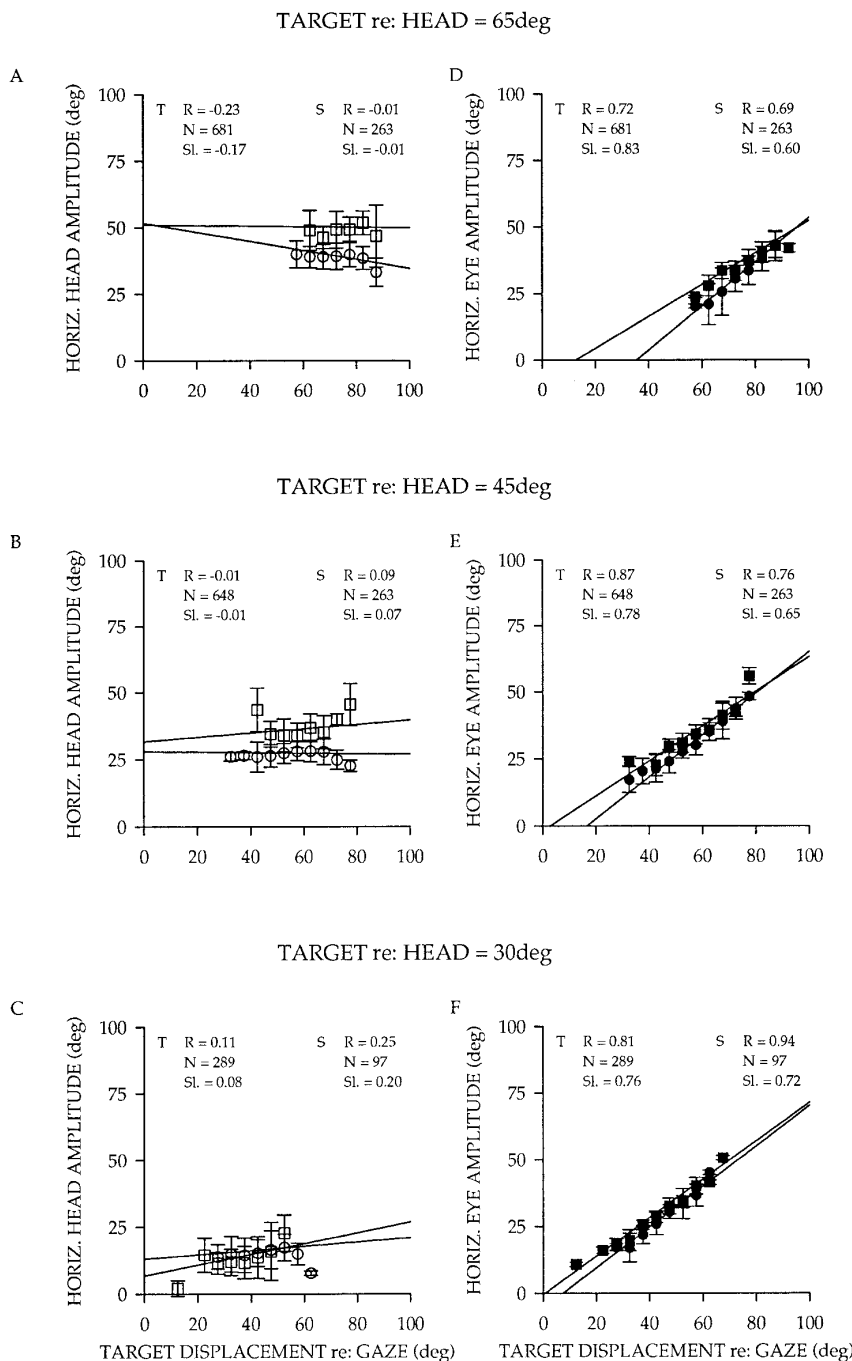 TARGET re: HEAD = 65deg
A
HORIZ. HEAD AMPLITUDE (deg)
100
75
50
25
0
T R = -0.23 S R = -0.01
N = 681 N = 263
Sl. = -0.17 Sl. = -0.01
0 20 40 60 80 100
D
HORIZ. EYE AMPLITUDE (deg)
100
75
50
25
0
T R = 0.72 S R = 0.69
N = 681 N = 263
Sl. = 0.83 Sl. = 0.60
0 20 40 60 80 100
TARGET re: HEAD = 45deg
B
HORIZ. HEAD AMPLITUDE (deg)
100
75
50
25
0
T R = -0.01 S R = 0.09
N = 648 N = 263
Sl. = -0.01 Sl. = 0.07
0 20 40 60 80 100
E
HORIZ. EYE AMPLITUDE (deg)
100
75
50
25
0
T R = 0.87 S R = 0.76
N = 648 N = 263
Sl. = 0.78 Sl. = 0.65
0 20 40 60 80 100
TARGET re: HEAD = 30deg
C
HORIZ. HEAD AMPLITUDE (deg)
100
75
50
25
0
T R = 0.11 S R = 0.25
N = 289 N = 97
Sl. = 0.08 Sl. = 0.20
0 20 40 60 80 100
TARGET DISPLACEMENT re: GAZE (deg)
F
HORIZ. EYE AMPLITUDE (deg)
100
75
50
25
0
T R = 0.81 S R = 0.94
N = 289 N = 97
Sl. = 0.76 Sl. = 0.72
0 20 40 60 80 100
TARGET DISPLACEMENT re: GAZE (deg)